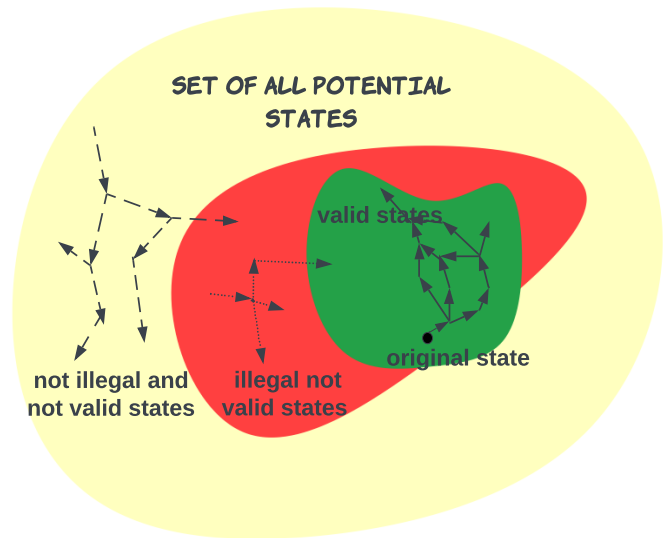 SET OF ALL POTENTIAL
STATES
valid states
original state
not illegal and
not valid states
illegal not
valid states